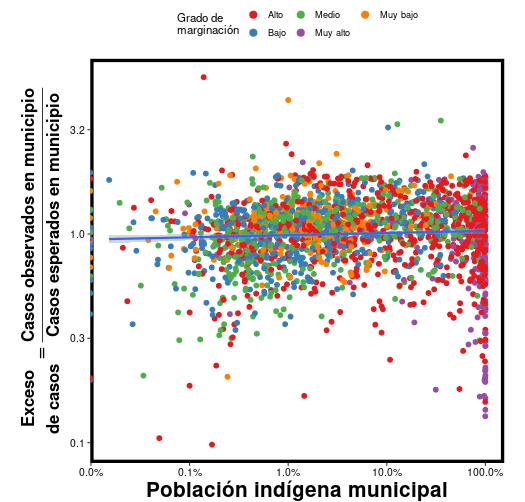 Grado de
marginación
Alto
Medio
Muy bajo
Bajo
Muy alto
Exceso
de casos
=
Casos observados en municipio
Casos esperados en municipio
3.2
1.0
0.3
0.1
0.0%
0.1%
1.0%
10.0%
100.0%
Población indígena municipal